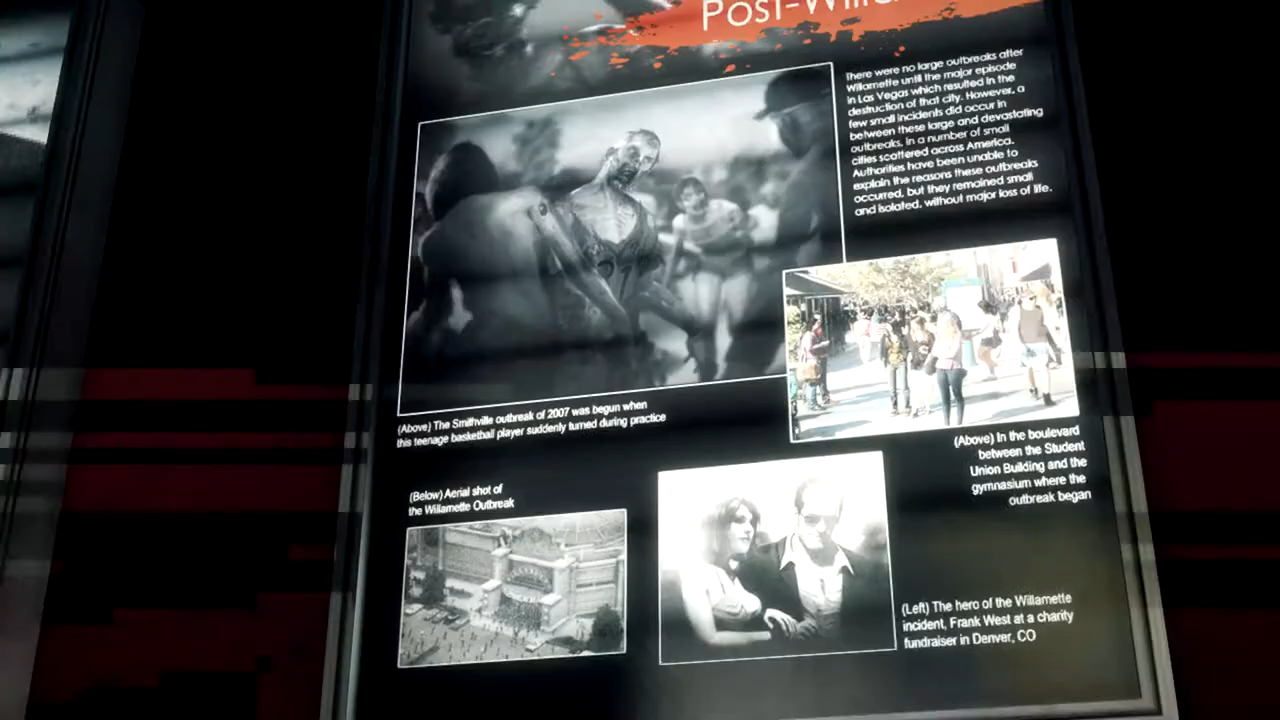 There were no large outbreaks after
Willamette until the major episode
in Las Vegas which resulted in the
destruction of that city. However, a
few small incidents did occur in
between these large and devastating
outbreaks, in a number of small
cities scattered across America.
Authorities have been unable to
explain the reasons these outbreaks
occurred, but they remained small
and isolated, without major loss of life.
(Above) The Smithville outbreak of 2007 was begun when
this teenage basketball player suddenly turned during practice
(Above) In the boulevard
between the Student
Union Building and the
gymnasium where the
outbreak began
(Below) Aerial shot of
the Willamette Outbreak
(Left) The hero of the Willamette
incident, Frank West at a charity
fundraiser in Denver, CO